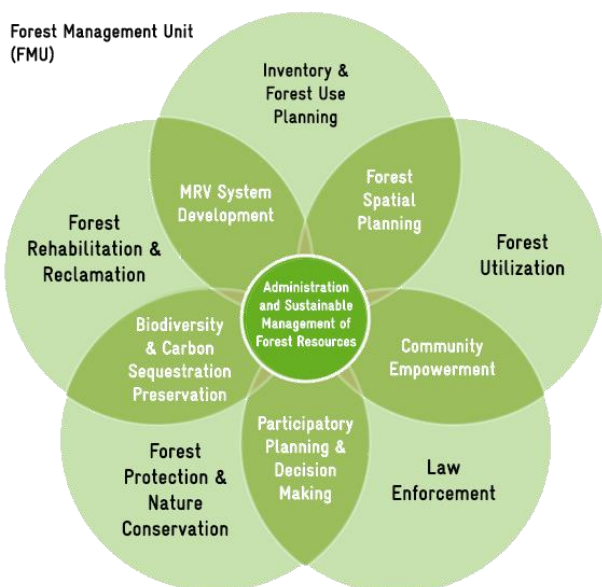 Forest Management Unit
(FMU)
Inventory &
Forest Use
Planning
MRV System
Development
Forest
Spatial
Planning
Forest
Rehabilitation &
Reclamation
Forest
Utilization
Administration
and Sustainable
Management of
Forest Resources
Biodiversity
& Carbon
Sequestration
Preservation
Community
Empowerment
Participatory
Planning &
Decision
Making
Forest
Protection &
Nature
Conservation
Law
Enforcement